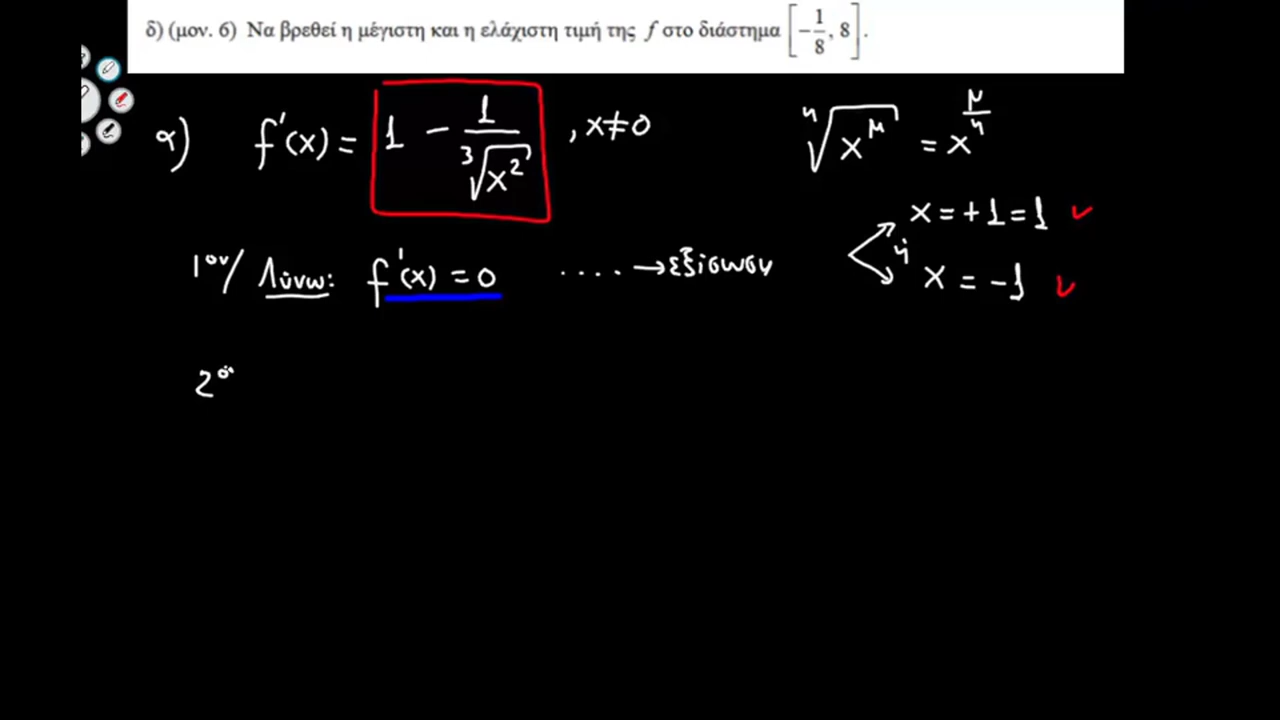 δ) (μον. 6) Να βρεθεί η μέγιστη και η ελάχιστη τιμή της f στο διάστημα [-1/8, 8].
α) f'(x) = 1 - 1/∛x² , x≠0
ⁿ√x^μ = x^(μ/ν)
x = +1 = 1
ή
x = -1
1ον/ Λύνω: f'(x) = 0 .... → εξίσωση
2ο